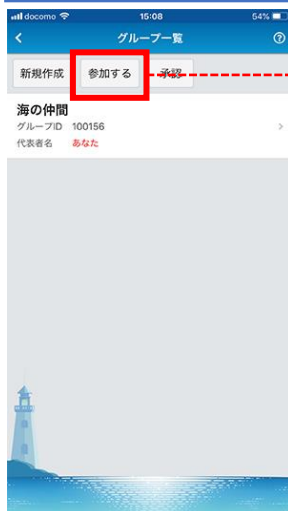 docomo 15:08 54%
グループ一覧
新規作成 参加する 承認
海の仲間
グループID 100156
代表者名 あなた